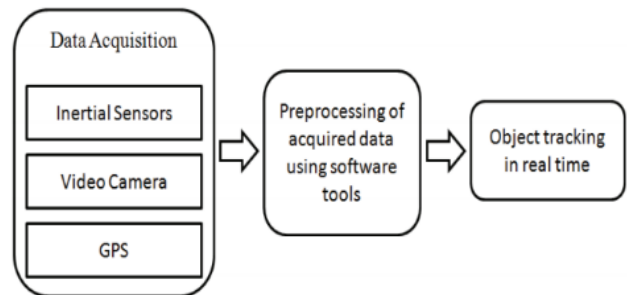 Data Acquisition
Inertial Sensors
Video Camera
GPS
Preprocessing of
acquired data
using software
tools
Object tracking
in real time